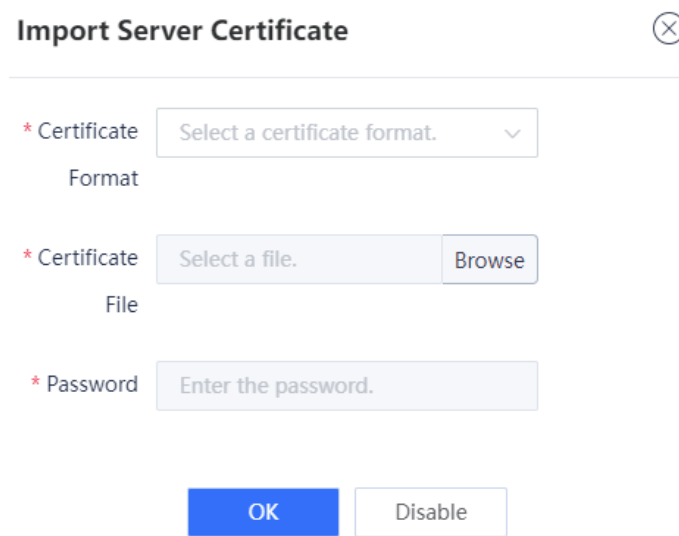 Import Server Certificate
* Certificate Format
Select a certificate format.
* Certificate File
Select a file.
Browse
* Password
Enter the password.
OK
Disable